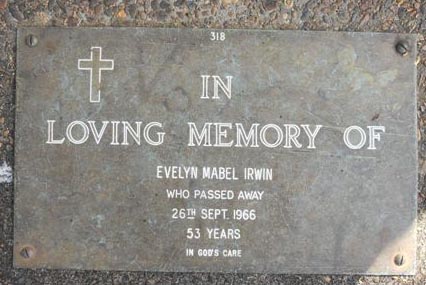 318
IN
LOVING MEMORY OF
EVELYN MABEL IRWIN
WHO PASSED AWAY
26TH SEPT. 1966
53 YEARS
IN GOD'S CARE